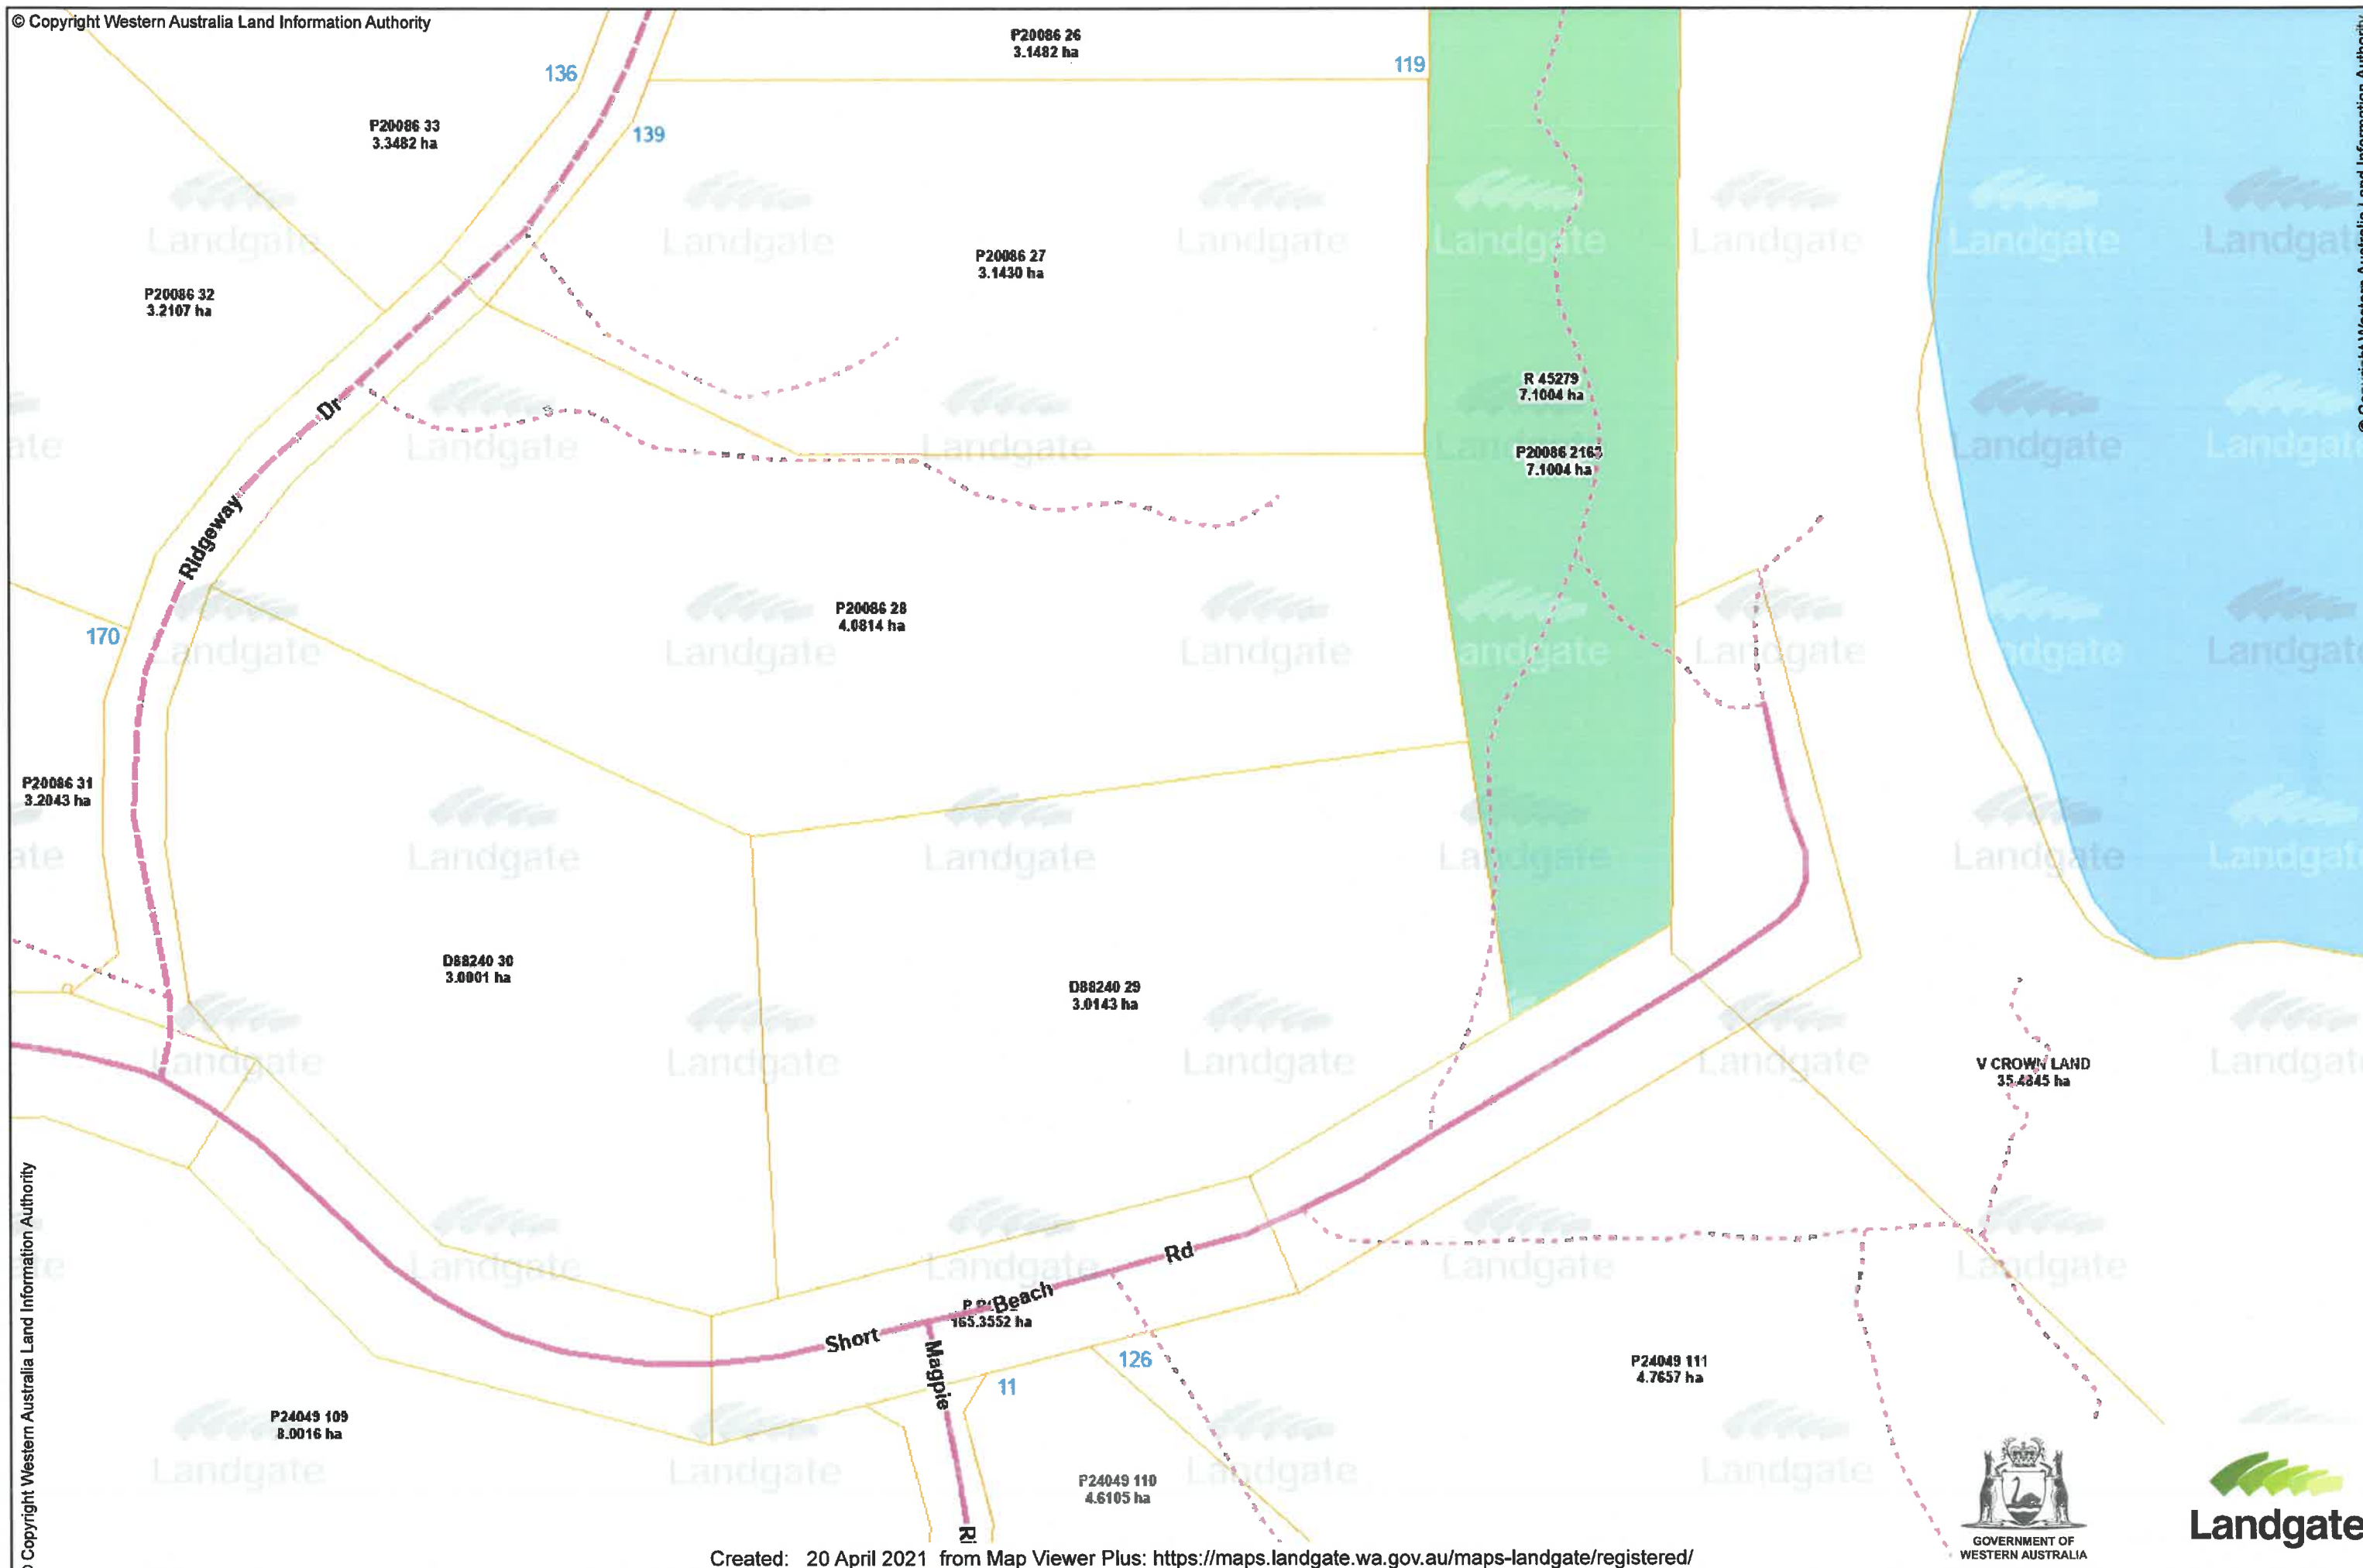 © Copyright Western Australia Land Information Authority
P20086 26
3.1482 ha
136
119
P20086 33
3.3482 ha
139
P20086 27
3.1430 ha
P20086 32
3.2107 ha
R 45279
7.1004 ha
Dr
P20086 2163
7.1004 ha
Ridgeway
P20086 28
4.0814 ha
170
P20086 31
3.2043 ha
D88240 30
3.0001 ha
D88240 29
3.0143 ha
V CROWN LAND
35.4845 ha
Rd
Beach
165.3552 ha
Short
Magpie
126
11
P24049 111
4.7657 ha
P24049 109
8.0016 ha
P24049 110
4.6105 ha
© Copyright Western Australia Land Information Authority
© Copyright Western Australia Land Information Authority
GOVERNMENT OF
WESTERN AUSTRALIA
Landgate
Created: 20 April 2021 from Map Viewer Plus: https://maps.landgate.wa.gov.au/maps-landgate/registered/